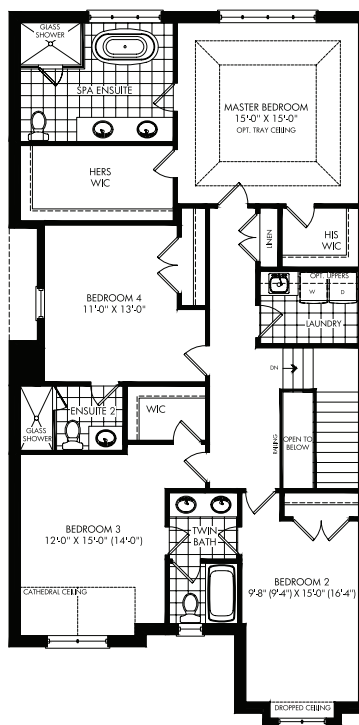 GLASS
SHOWER
SPA ENSUITE
MASTER BEDROOM
15'-0" X 15'-0"
OPT. TRAY CEILING
HERS
WIC
LINEN
HIS
WIC
OPT. UPPERS
W
D
LAUNDRY
BEDROOM 4
11'-0" X 13'-0"
DN
ENSUITE 2
WIC
GLASS
SHOWER
RAILING
OPEN TO
BELOW
TWIN
BATH
BEDROOM 3
12'-0" X 15'-0" (14'-0")
CATHEDRAL CEILING
BEDROOM 2
9'-8" (9'-4") X 15'-0" (16'-4")
DROPPED CEILING